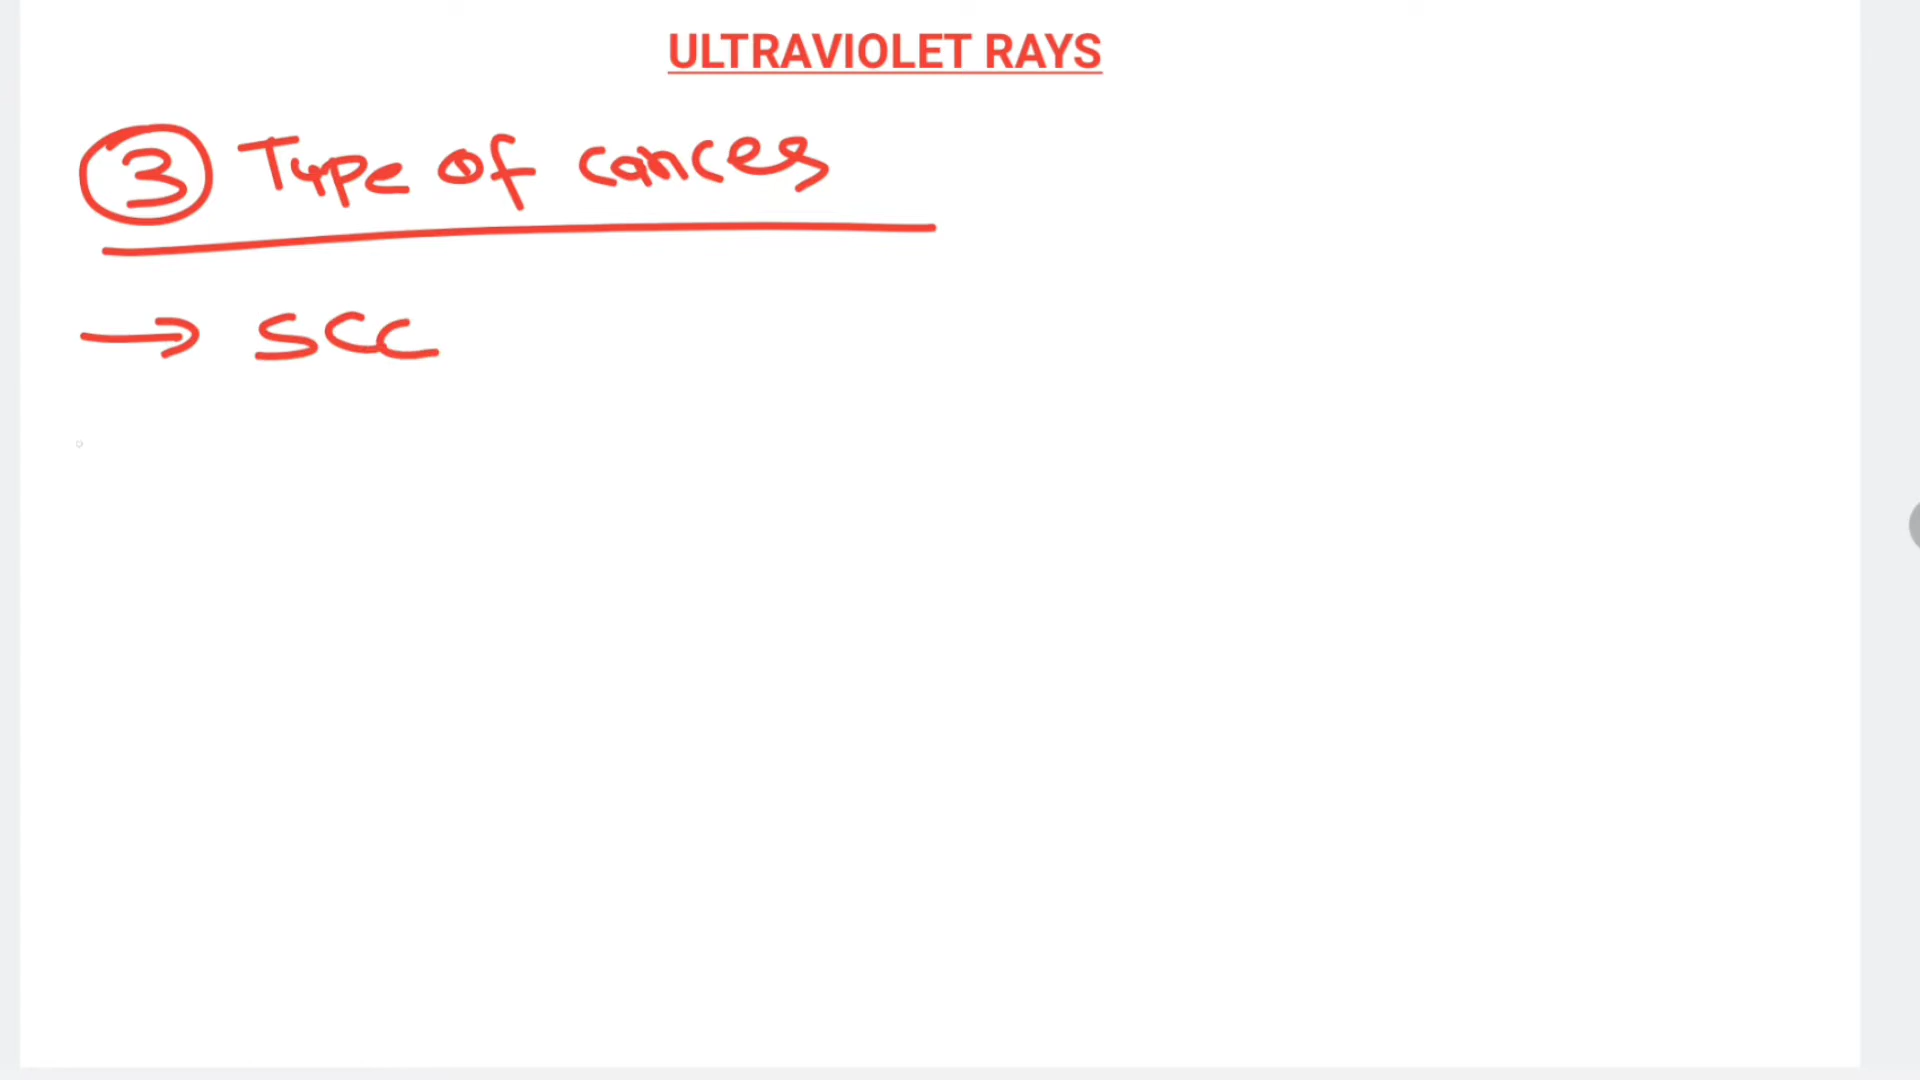 ULTRAVIOLET RAYS
③ Type of cancer
→ SCC